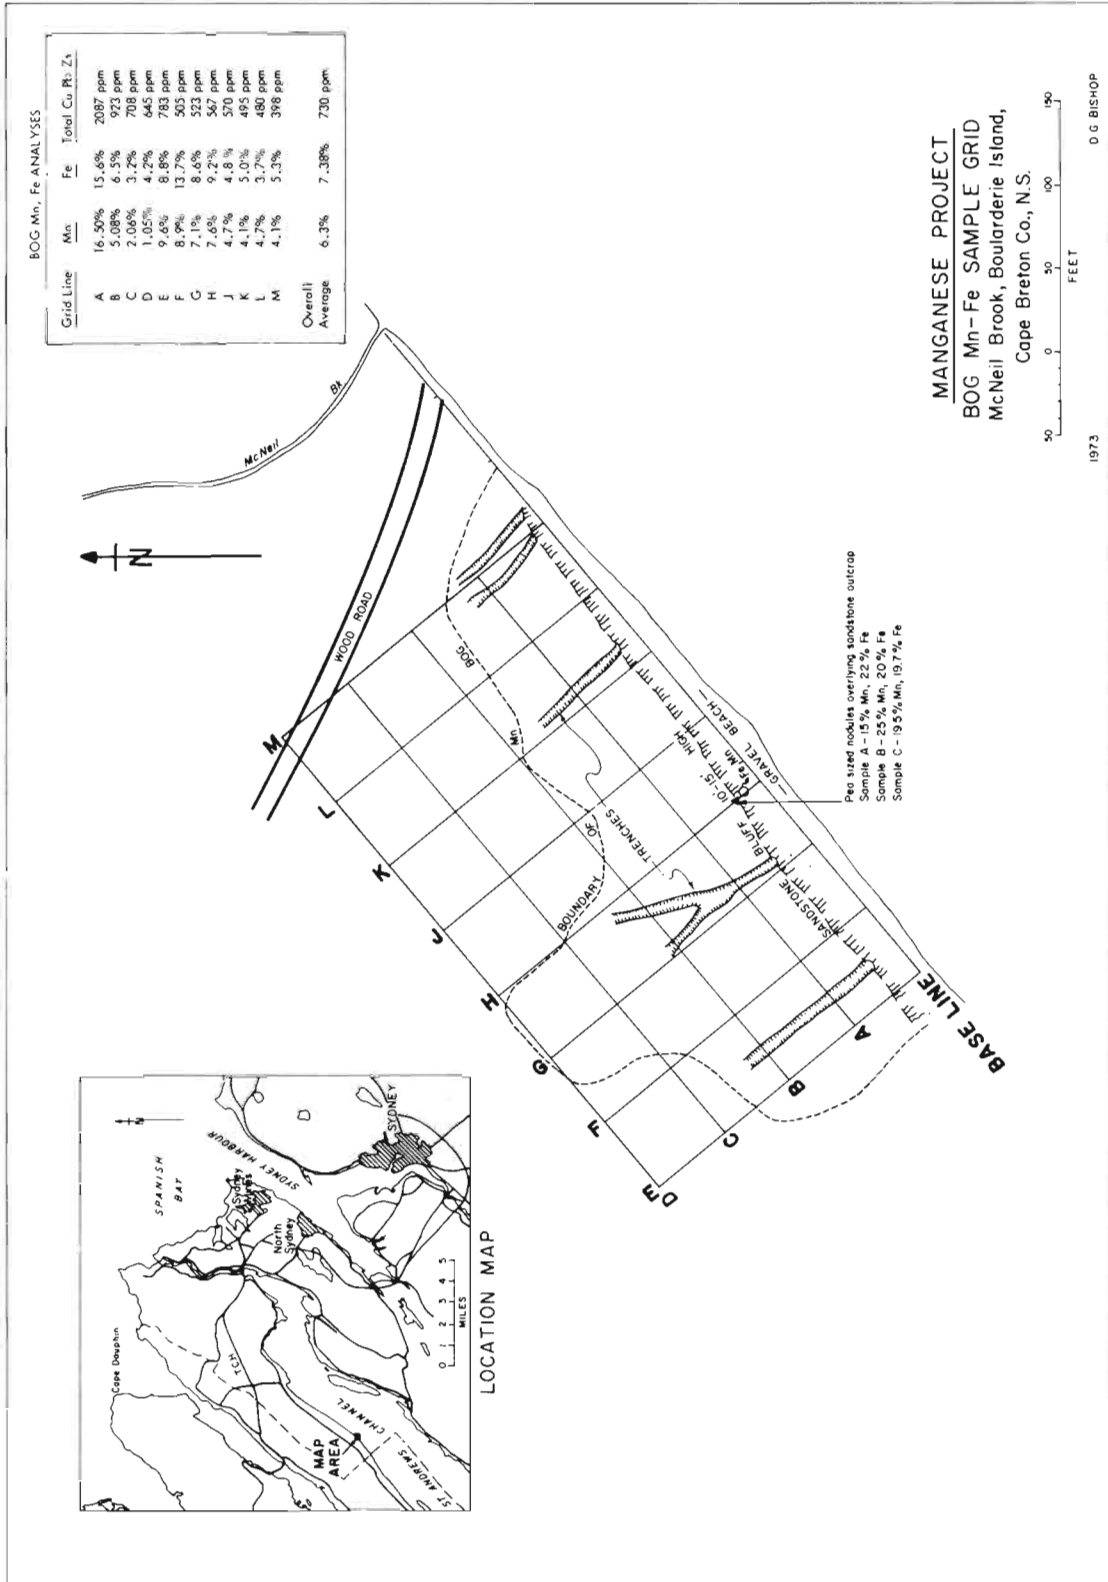 BOG Mn, Fe ANALYSES
Grid Line Mn Fe Total Cu Pb Zn
A 16.50% 15.6% 2087 ppm
B 5.08% 6.5% 923 ppm
C 2.06% 3.2% 708 ppm
D 1.05% 4.2% 645 ppm
E 9.6% 8.8% 783 ppm
F 8.9% 13.7% 505 ppm
G 7.1% 8.6% 523 ppm
H 7.6% 9.2% 567 ppm
J 4.7% 4.8% 570 ppm
K 4.1% 5.0% 495 ppm
L 4.7% 3.7% 480 ppm
M 4.1% 5.3% 398 ppm
Overall
Average 6.3% 7.38% 730 ppm
McNeil Bk
N
WOOD ROAD
M
L
K
J
H
G
F
E
D
C
B
A
BASE LINE
BOUNDARY OF Mn BOG
TRENCHES
SANDSTONE BLUFF 10'-15' HIGH
Fe, Mn
GRAVEL BEACH
Pea sized nodules overlying sandstone outcrop
Sample A - 15% Mn, 22% Fe
Sample B - 25% Mn, 20% Fe
Sample C - 19.5% Mn, 19.7% Fe
N
Cape Dauphin
SPANISH
BAY
SYDNEY HARBOUR
Sydney
Mines
North
Sydney
SYDNEY
TCH
MAP
AREA
ST ANDREWS CHANNEL
0 1 2 3 4 5
MILES
LOCATION MAP
MANGANESE PROJECT
BOG Mn-Fe SAMPLE GRID
McNeil Brook, Boularderie Island,
Cape Breton Co., N.S.
50 0 50 100 150
FEET
1973
D G BISHOP